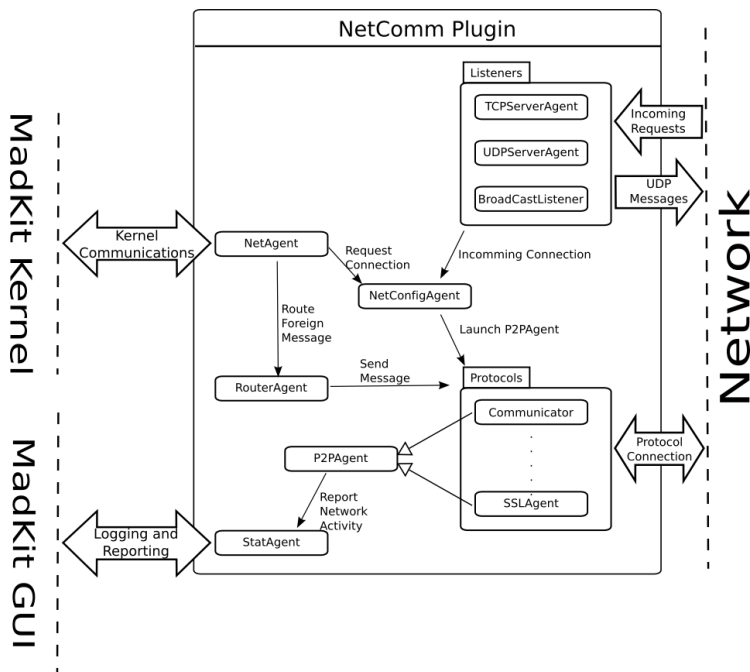 NetComm Plugin
Listeners
TCPServerAgent
UDPServerAgent
BroadCastListener
Incoming
Requests
UDP
Messages
MadKit Kernel
Kernel
Communications
NetAgent
Request
Connection
Incomming Connection
NetConfigAgent
Network
Route
Foreign
Message
Launch P2PAgent
RouterAgent
Send
Message
Protocols
Communicator
Protocol
Connection
P2PAgent
SSLAgent
Report
Network
Activity
MadKit GUI
Logging and
Reporting
StatAgent